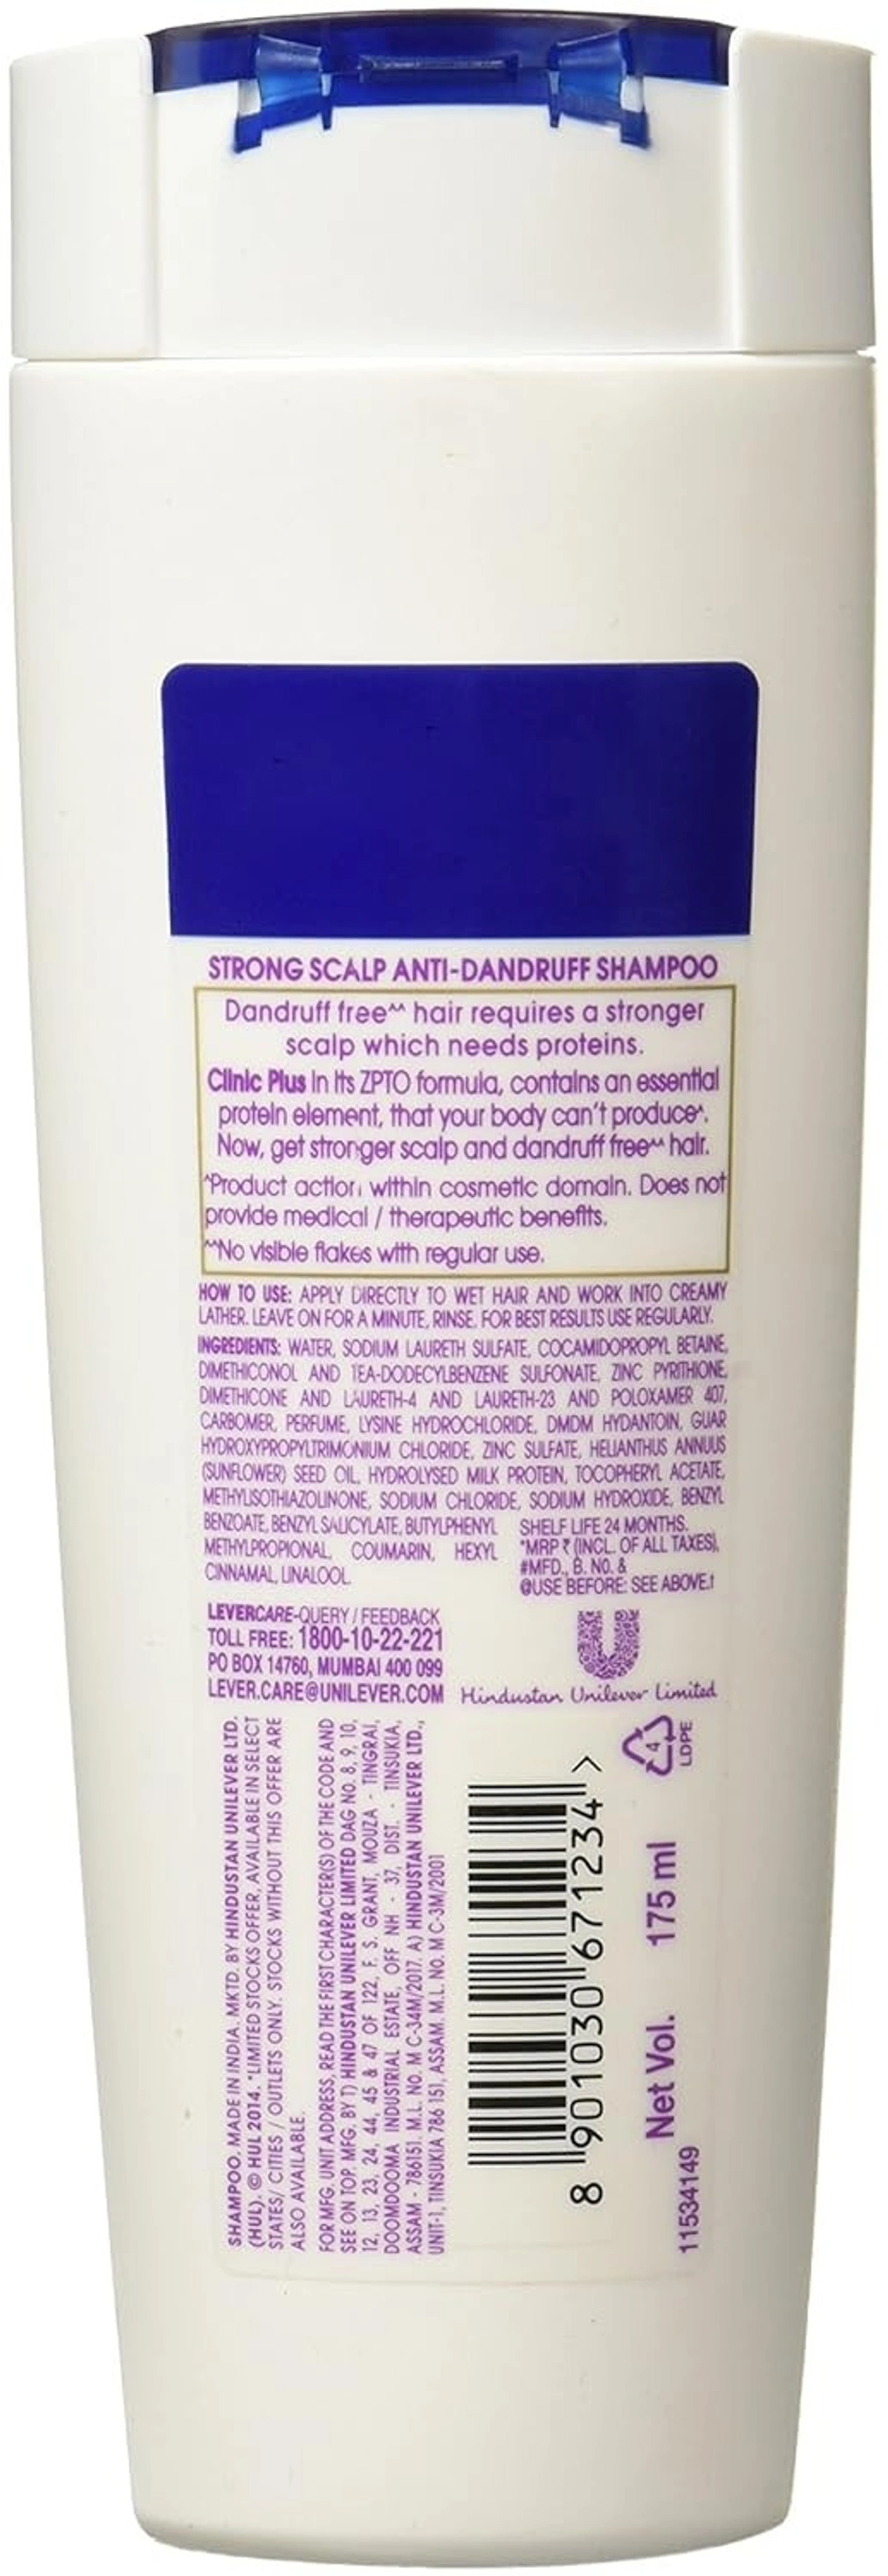 STRONG SCALP ANTI-DANDRUFF SHAMPOO
Dandruff free^^ hair requires a stronger
scalp which needs proteins.
Clinic Plus in its ZPTO formula, contains an essential
protein element, that your body can't produce^.
Now, get stronger scalp and dandruff free^^ hair.
^Product action within cosmetic domain. Does not
provide medical / therapeutic benefits.
^^No visible flakes with regular use.
HOW TO USE: APPLY DIRECTLY TO WET HAIR AND WORK INTO CREAMY
LATHER. LEAVE ON FOR A MINUTE, RINSE. FOR BEST RESULTS USE REGULARLY.
INGREDIENTS: WATER, SODIUM LAURETH SULFATE, COCAMIDOPROPYL BETAINE,
DIMETHICONOL AND TEA-DODECYLBENZENE SULFONATE, ZINC PYRITHIONE,
DIMETHICONE AND LAURETH-4 AND LAURETH-23 AND POLOXAMER 407,
CARBOMER, PERFUME, LYSINE HYDROCHLORIDE, DMDM HYDANTOIN, GUAR
HYDROXYPROPYLTRIMONIUM CHLORIDE, ZINC SULFATE, HELIANTHUS ANNUUS
(SUNFLOWER) SEED OIL, HYDROLYSED MILK PROTEIN, TOCOPHERYL ACETATE,
METHYLISOTHIAZOLINONE, SODIUM CHLORIDE, SODIUM HYDROXIDE, BENZYL
BENZOATE, BENZYL SALICYLATE, BUTYLPHENYL
METHYLPROPIONAL, COUMARIN, HEXYL
CINNAMAL, LINALOOL.
SHELF LIFE 24 MONTHS.
*MRP ₹ (INCL. OF ALL TAXES),
#MFD., B. NO. &
@USE BEFORE: SEE ABOVE.†
LEVERCARE-QUERY / FEEDBACK
TOLL FREE: 1800-10-22-221
PO BOX 14760, MUMBAI 400 099
LEVER.CARE@UNILEVER.COM
Hindustan Unilever Limited
SHAMPOO. MADE IN INDIA. MKTD. BY HINDUSTAN UNILEVER LTD.
(HUL). © HUL 2014. *LIMITED STOCKS OFFER, AVAILABLE IN SELECT
STATES/ CITIES / OUTLETS ONLY. STOCKS WITHOUT THIS OFFER ARE
ALSO AVAILABLE.
FOR MFG. UNIT ADDRESS, READ THE FIRST CHARACTER(S) OF THE CODE AND
SEE ON TOP. MFG. BY T) HINDUSTAN UNILEVER LIMITED DAG NO. 8, 9, 10,
12, 13, 23, 24, 44, 45 & 47 OF 122, F. S. GRANT, MOUZA - TINGRAI,
DOOMDOOMA INDUSTRIAL ESTATE, OFF NH - 37, DIST. - TINSUKIA,
ASSAM - 786151. M.L. NO. M C-34M/2017. A) HINDUSTAN UNILEVER LTD.,
UNIT-1, TINSUKIA 786 151, ASSAM. M.L. NO. M C-3M/2001
8 901030 671234 >
4
LDPE
Net Vol. 175 ml
11534149